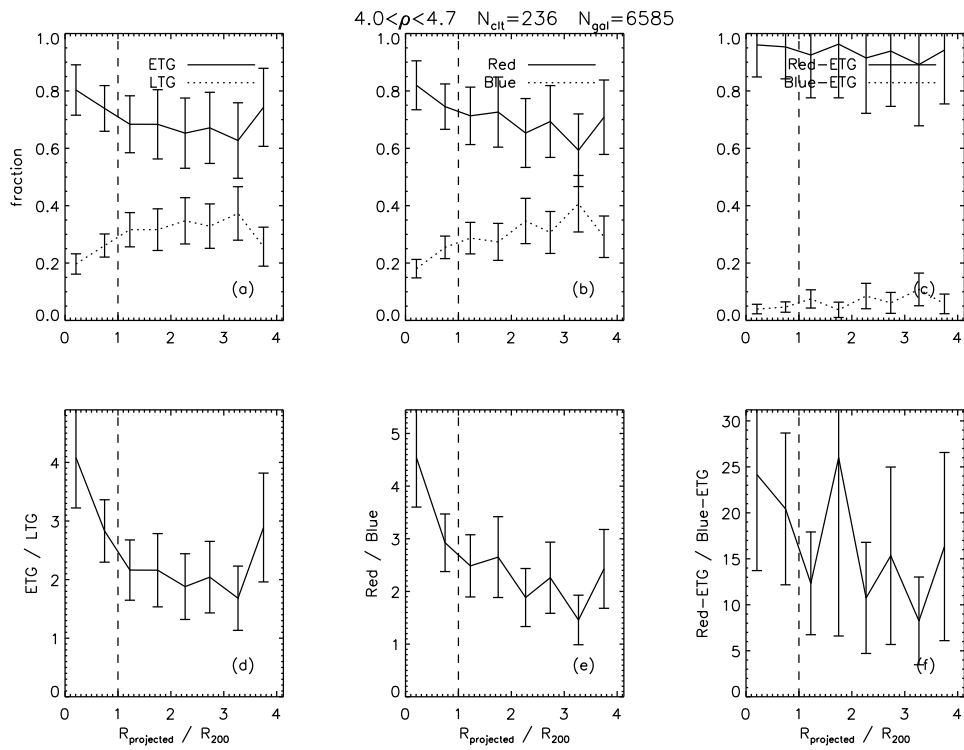 4.0<ρ<4.7 N_clt=236 N_gal=6585
1.0
0.8
0.6
0.4
0.2
0.0
fraction
ETG
LTG
(a)
0 1 2 3 4
1.0
0.8
0.6
0.4
0.2
0.0
Red
Blue
(b)
0 1 2 3 4
1.0
0.8
0.6
0.4
0.2
0.0
Red-ETG
Blue-ETG
(c)
0 1 2 3 4
4
3
2
1
0
ETG / LTG
(d)
0 1 2 3 4
R_projected / R_200
5
4
3
2
1
0
Red / Blue
(e)
0 1 2 3 4
R_projected / R_200
30
25
20
15
10
5
0
Red-ETG / Blue-ETG
(f)
0 1 2 3 4
R_projected / R_200